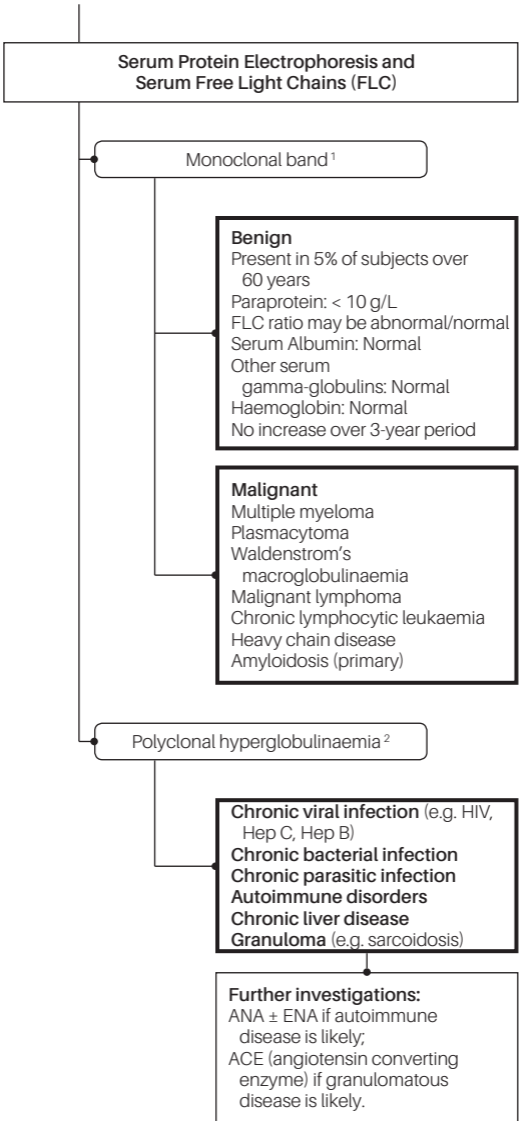 Serum Protein Electrophoresis and
Serum Free Light Chains (FLC)
Monoclonal band ¹
Benign
Present in 5% of subjects over
60 years
Paraprotein: < 10 g/L
FLC ratio may be abnormal/normal
Serum Albumin: Normal
Other serum
gamma-globulins: Normal
Haemoglobin: Normal
No increase over 3-year period
Malignant
Multiple myeloma
Plasmacytoma
Waldenstrom’s
macroglobulinaemia
Malignant lymphoma
Chronic lymphocytic leukaemia
Heavy chain disease
Amyloidosis (primary)
Polyclonal hyperglobulinaemia ²
Chronic viral infection (e.g. HIV,
Hep C, Hep B)
Chronic bacterial infection
Chronic parasitic infection
Autoimmune disorders
Chronic liver disease
Granuloma (e.g. sarcoidosis)
Further investigations:
ANA ± ENA if autoimmune
disease is likely;
ACE (angiotensin converting
enzyme) if granulomatous
disease is likely.